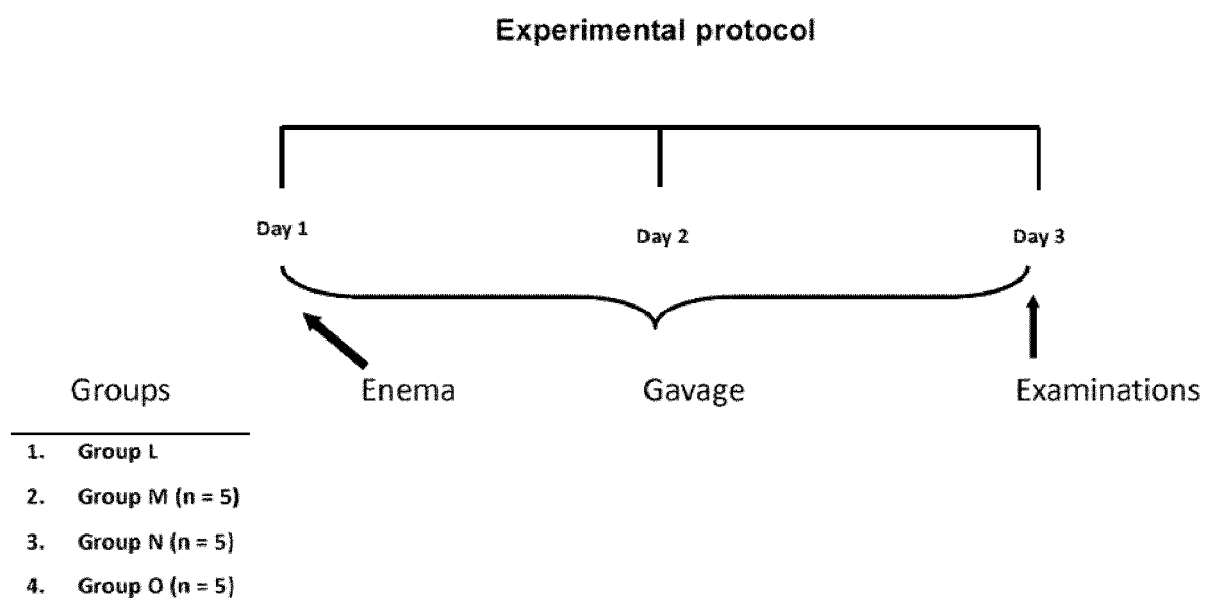 Experimental protocol
Day 1
Day 2
Day 3
Groups
Enema
Gavage
Examinations
1. Group L
2. Group M (n = 5)
3. Group N (n = 5)
4. Group O (n = 5)